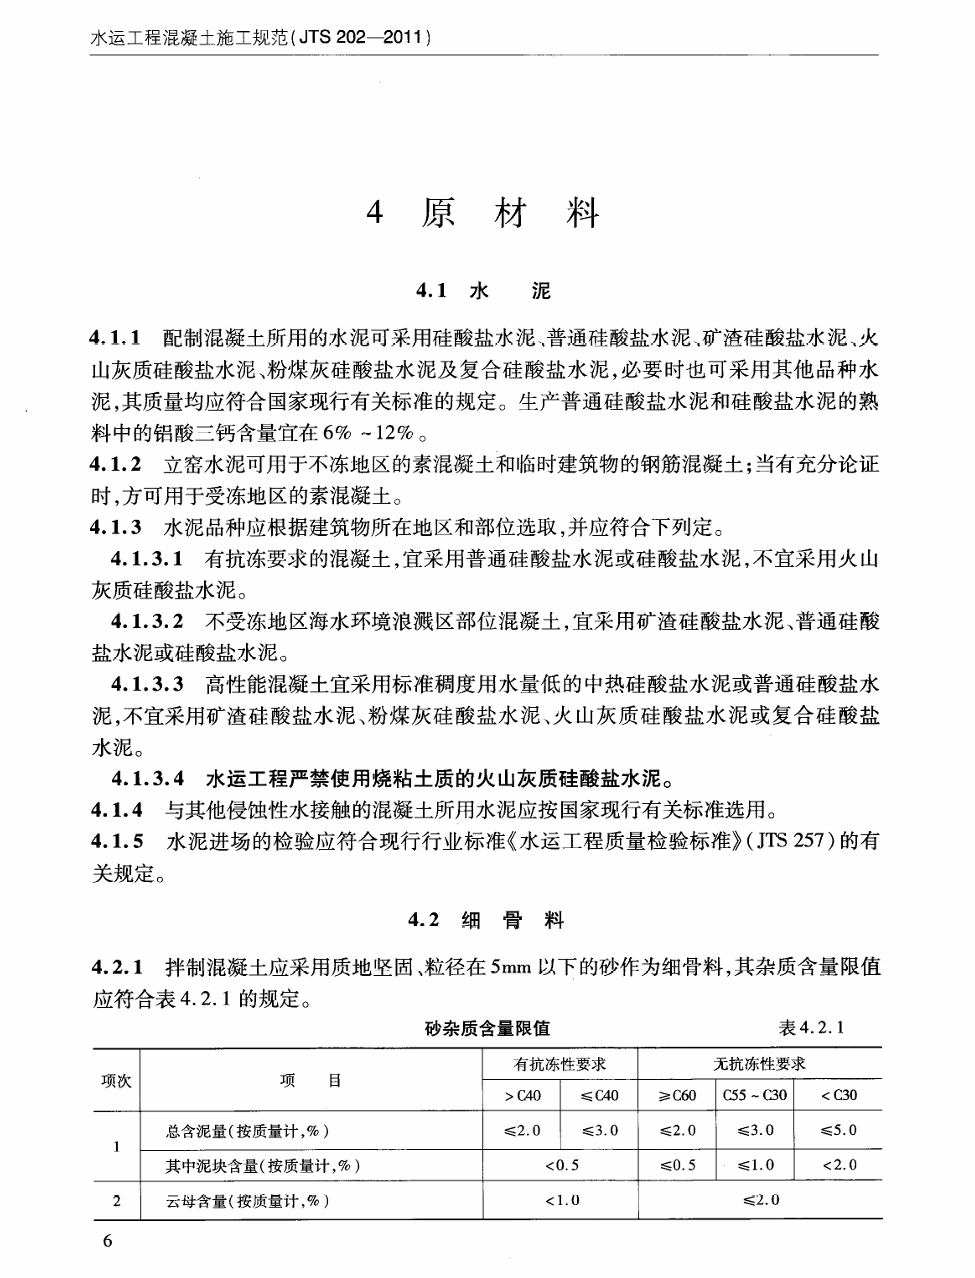 水运工程混凝土施工规范(JTS 202—2011)
4 原 材 料
4.1 水 泥
4.1.1 配制混凝土所用的水泥可采用硅酸盐水泥、普通硅酸盐水泥、矿渣硅酸盐水泥、火
山灰质硅酸盐水泥、粉煤灰硅酸盐水泥及复合硅酸盐水泥,必要时也可采用其他品种水
泥,其质量均应符合国家现行有关标准的规定。生产普通硅酸盐水泥和硅酸盐水泥的熟
料中的铝酸三钙含量宜在6% ~12%。
4.1.2 立窑水泥可用于不冻地区的素混凝土和临时建筑物的钢筋混凝土;当有充分论证
时,方可用于受冻地区的素混凝土。
4.1.3 水泥品种应根据建筑物所在地区和部位选取,并应符合下列定。
4.1.3.1 有抗冻要求的混凝土,宜采用普通硅酸盐水泥或硅酸盐水泥,不宜采用火山
灰质硅酸盐水泥。
4.1.3.2 不受冻地区海水环境浪溅区部位混凝土,宜采用矿渣硅酸盐水泥、普通硅酸
盐水泥或硅酸盐水泥。
4.1.3.3 高性能混凝土宜采用标准稠度用水量低的中热硅酸盐水泥或普通硅酸盐水
泥,不宜采用矿渣硅酸盐水泥、粉煤灰硅酸盐水泥、火山灰质硅酸盐水泥或复合硅酸盐
水泥。
4.1.3.4 水运工程严禁使用烧粘土质的火山灰质硅酸盐水泥。
4.1.4 与其他侵蚀性水接触的混凝土所用水泥应按国家现行有关标准选用。
4.1.5 水泥进场的检验应符合现行行业标准《水运工程质量检验标准》(JTS 257)的有
关规定。
4.2 细 骨 料
4.2.1 拌制混凝土应采用质地坚固、粒径在5mm以下的砂作为细骨料,其杂质含量限值
应符合表4.2.1的规定。
砂杂质含量限值 表4.2.1
项次 项 目 有抗冻性要求 无抗冻性要求
>C40 ≤C40 ≥C60 C55~C30 <C30
1 总含泥量(按质量计,%) ≤2.0 ≤3.0 ≤2.0 ≤3.0 ≤5.0
其中泥块含量(按质量计,%) <0.5 ≤0.5 ≤1.0 <2.0
2 云母含量(按质量计,%) <1.0 ≤2.0
6